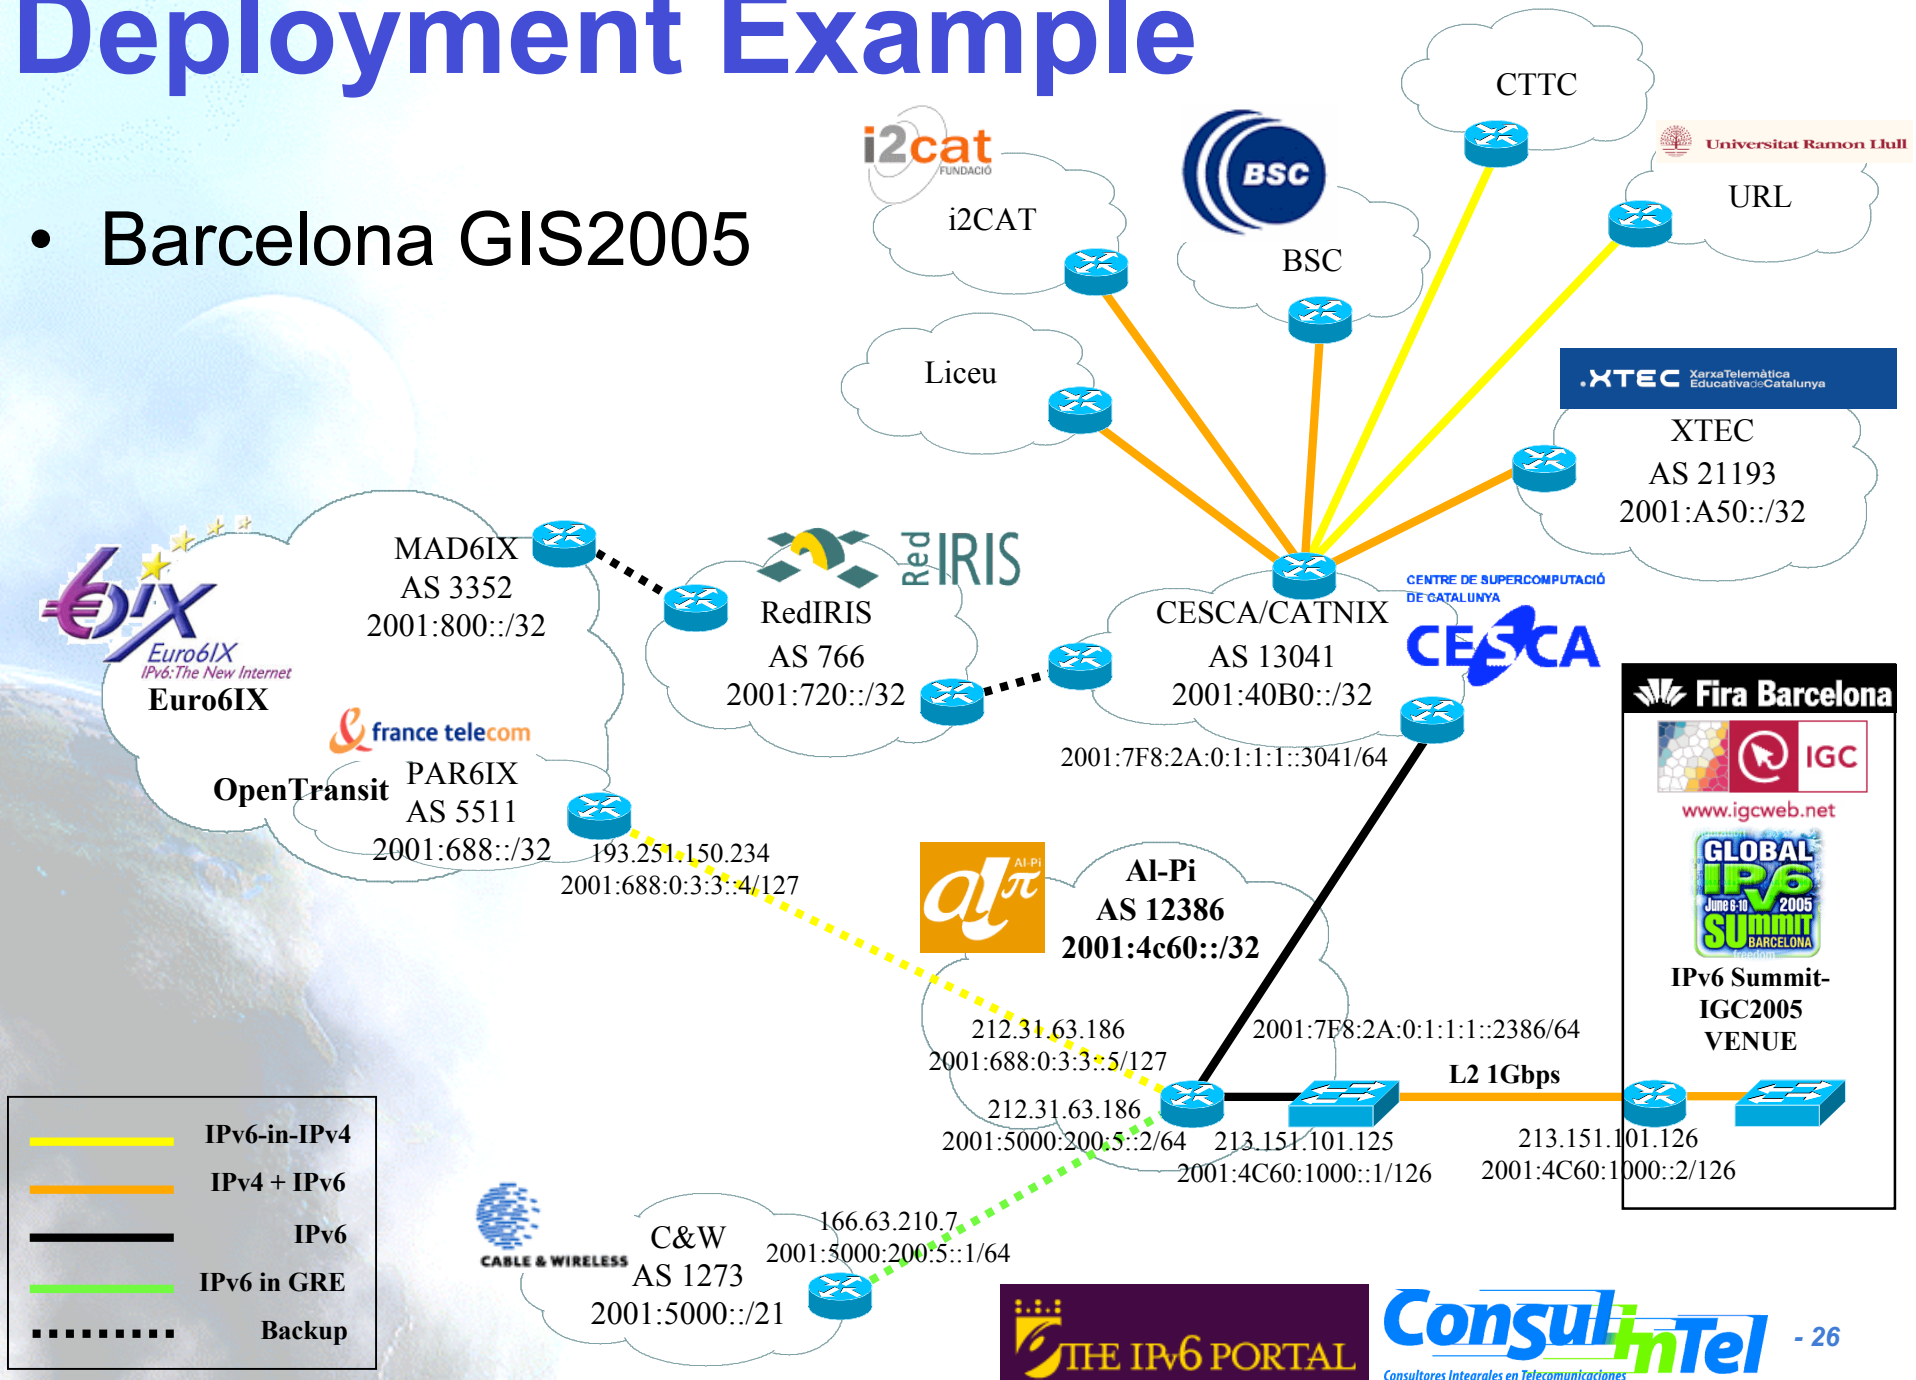 Deployment Example
• Barcelona GIS2005
CTTC
i2cat
FUNDACIÓ
i2CAT
BSC
BSC
Universitat Ramon Llull
URL
Liceu
.XTEC XarxaTelemàtica
EducativadeCatalunya
XTEC
AS 21193
2001:A50::/32
MAD6IX
AS 3352
2001:800::/32
Euro6IX
IPv6:The New Internet
Euro6IX
Red IRIS
RedIRIS
AS 766
2001:720::/32
CESCA/CATNIX
AS 13041
2001:40B0::/32
CENTRE DE SUPERCOMPUTACIÓ
DE CATALUNYA
CESCA
2001:7F8:2A:0:1:1:1::3041/64
france telecom
OpenTransit
PAR6IX
AS 5511
2001:688::/32
193.251.150.234
2001:688:0:3:3::4/127
Al-Pi
Al-Pi
AS 12386
2001:4c60::/32
212.31.63.186
2001:688:0:3:3::5/127
212.31.63.186
2001:5000:200:5::2/64
2001:7F8:2A:0:1:1:1::2386/64
L2 1Gbps
213.151.101.125
2001:4C60:1000::1/126
213.151.101.126
2001:4C60:1000::2/126
Fira Barcelona
IGC
www.igcweb.net
GLOBAL
IPv6
June 6-10 2005
SUMMIT
BARCELONA
freedom
IPv6 Summit-
IGC2005
VENUE
CABLE & WIRELESS
C&W
AS 1273
2001:5000::/21
166.63.210.7
2001:5000:200:5::1/64
IPv6-in-IPv4
IPv4 + IPv6
IPv6
IPv6 in GRE
Backup
THE IPv6 PORTAL
ConsulinTel
Consultores Integrales en Telecomunicaciones
- 26